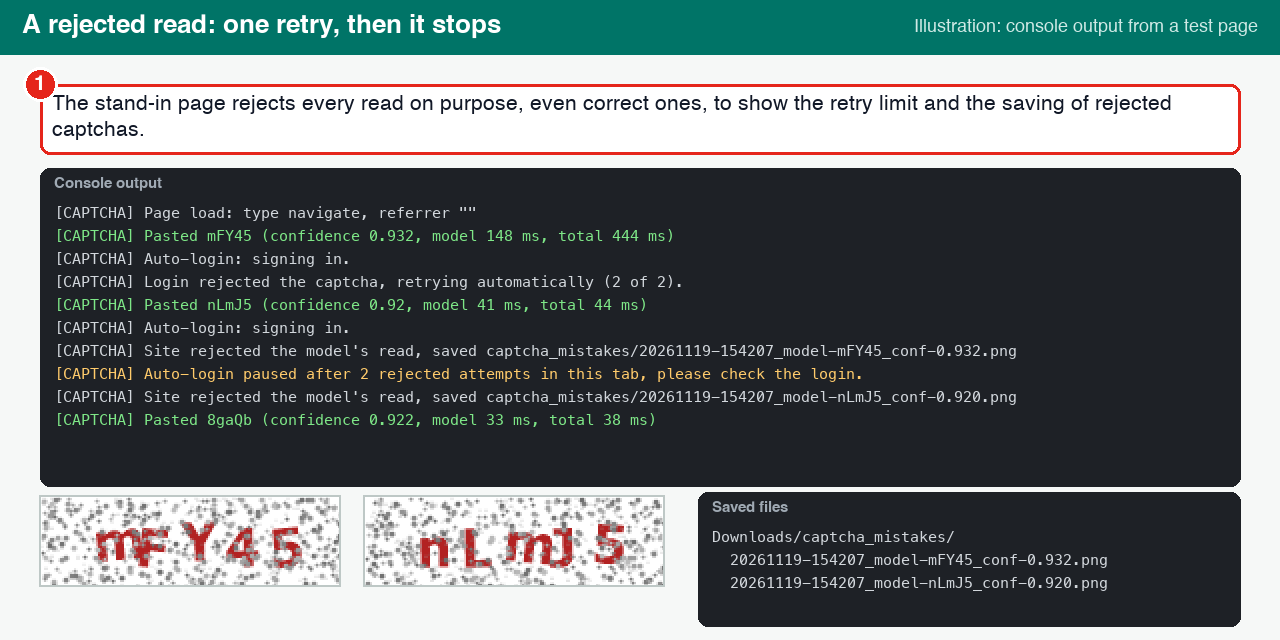 A rejected read: one retry, then it stops
Illustration: console output from a test page
1
The stand-in page rejects every read on purpose, even correct ones, to show the retry limit and the saving of rejected
captchas.
Console output
[CAPTCHA] Page load: type navigate, referrer ""
[CAPTCHA] Pasted mFY45 (confidence 0.932, model 148 ms, total 444 ms)
[CAPTCHA] Auto-login: signing in.
[CAPTCHA] Login rejected the captcha, retrying automatically (2 of 2).
[CAPTCHA] Pasted nLmJ5 (confidence 0.92, model 41 ms, total 44 ms)
[CAPTCHA] Auto-login: signing in.
[CAPTCHA] Site rejected the model's read, saved captcha_mistakes/20261119-154207_model-mFY45_conf-0.932.png
[CAPTCHA] Auto-login paused after 2 rejected attempts in this tab, please check the login.
[CAPTCHA] Site rejected the model's read, saved captcha_mistakes/20261119-154207_model-nLmJ5_conf-0.920.png
[CAPTCHA] Pasted 8gaQb (confidence 0.922, model 33 ms, total 38 ms)
mFY45
nLmJ5
Saved files
Downloads/captcha_mistakes/
20261119-154207_model-mFY45_conf-0.932.png
20261119-154207_model-nLmJ5_conf-0.920.png